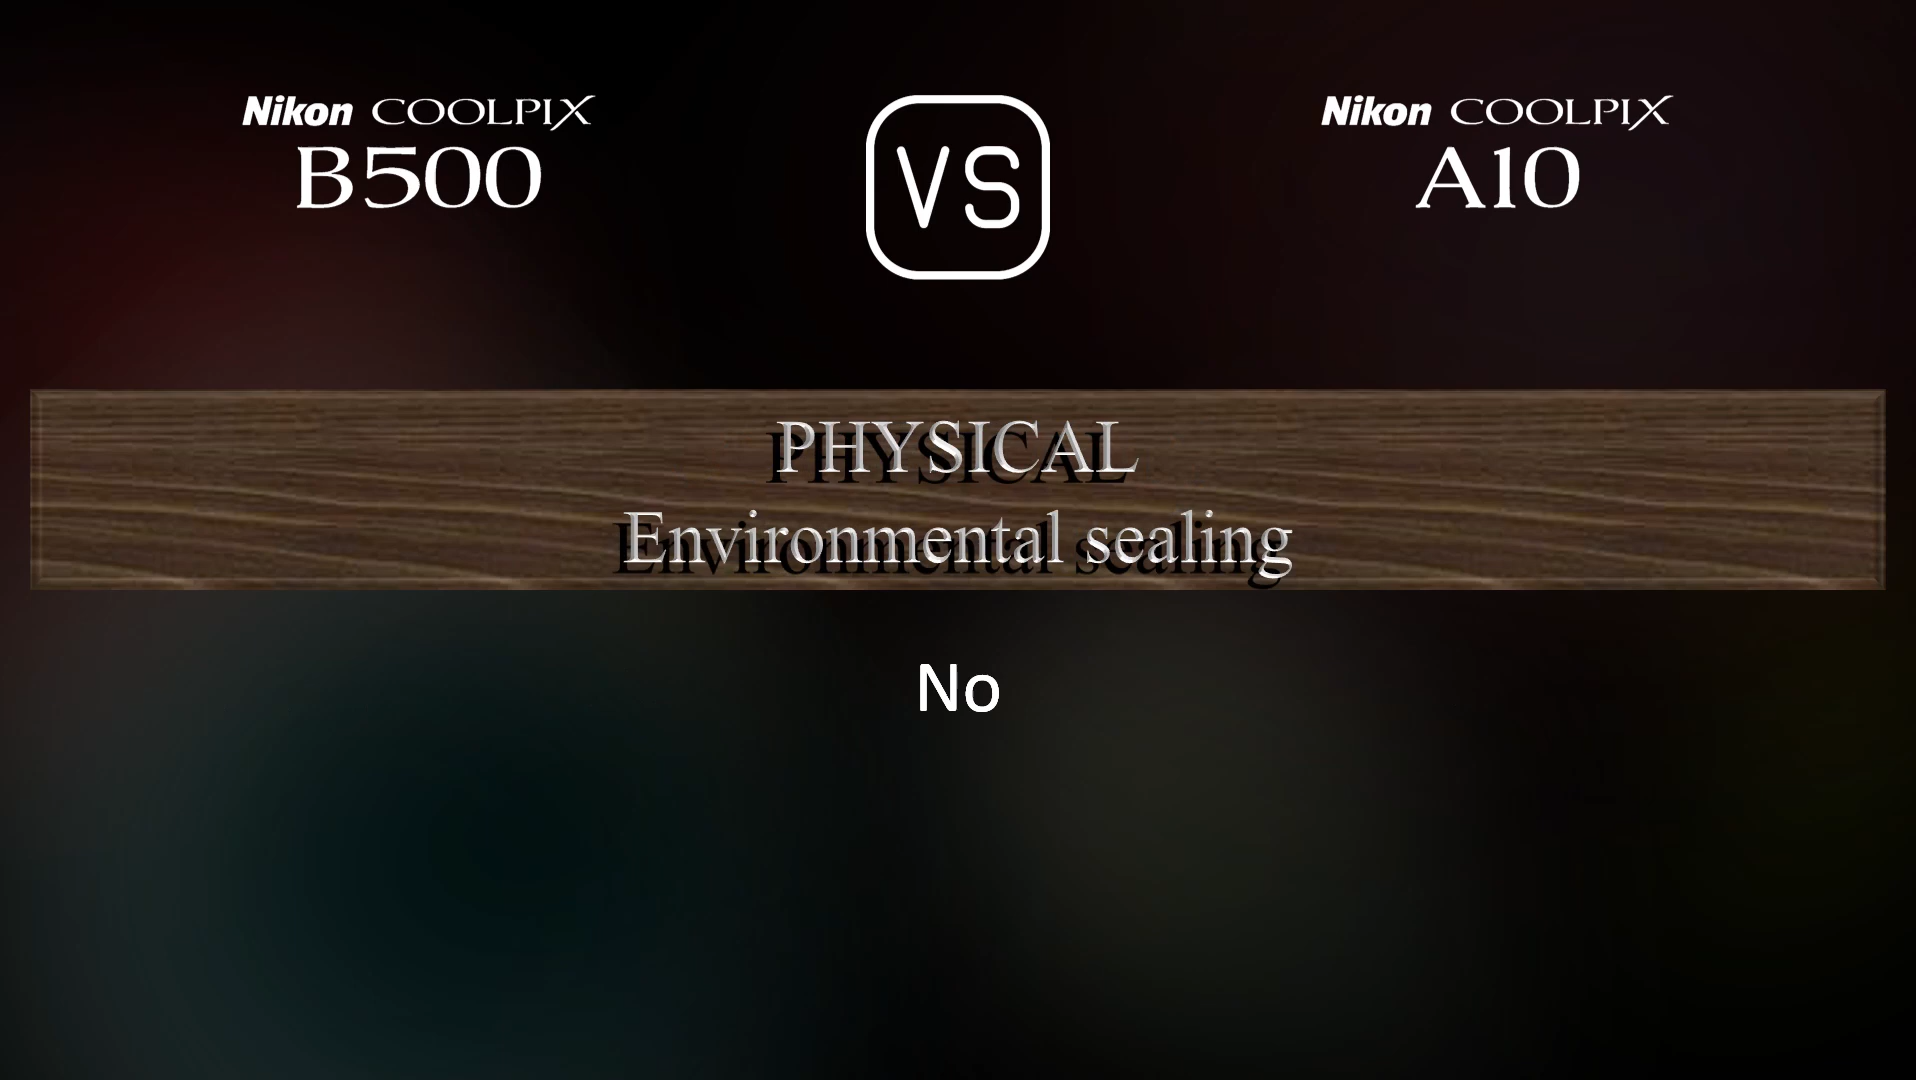 Nikon COOLPIX
B500
VS
Nikon COOLPIX
A10
PHYSICAL
Environmental sealing
No